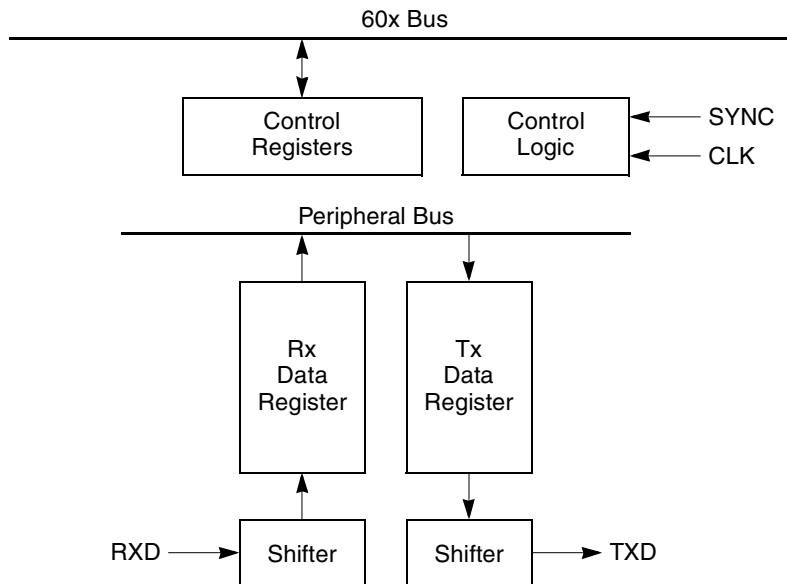 60x Bus
Control
Registers
Control
Logic
SYNC
CLK
Peripheral Bus
Rx
Data
Register
Tx
Data
Register
RXD
Shifter
Shifter
TXD